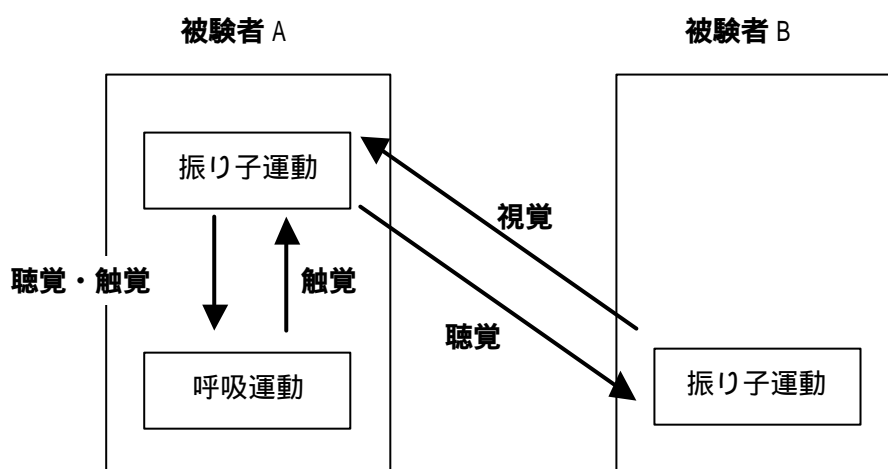 被験者 A
被験者 B
振り子運動
視覚
聴覚・触覚
触覚
聴覚
呼吸運動
振り子運動